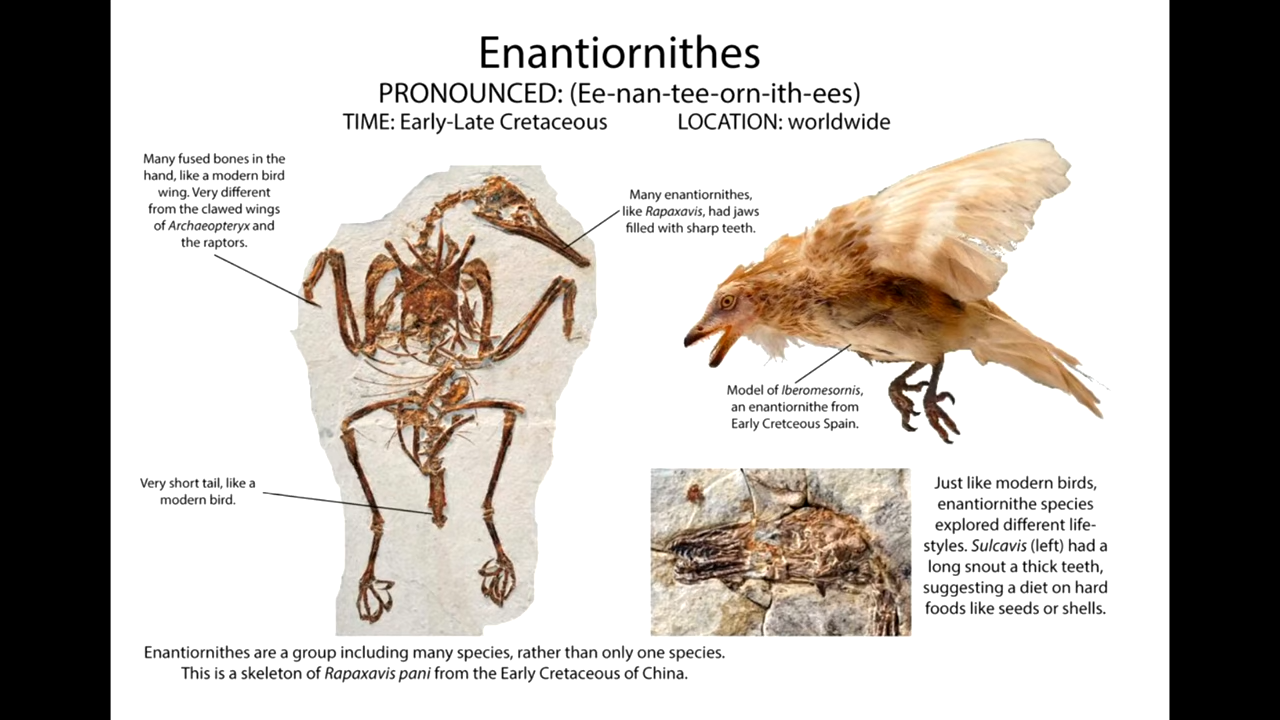 Enantiornithes
PRONOUNCED: (Ee-nan-tee-orn-ith-ees)
TIME: Early-Late Cretaceous
LOCATION: worldwide
Many fused bones in the
hand, like a modern bird
wing. Very different
from the clawed wings
of Archaeopteryx and
the raptors.
Many enantiornithes,
like Rapaxavis, had jaws
filled with sharp teeth.
Model of Iberomesornis,
an enantiornithe from
Early Cretceous Spain.
Very short tail, like a
modern bird.
Just like modern birds,
enantiornithe species
explored different life-
styles. Sulcavis (left) had a
long snout a thick teeth,
suggesting a diet on hard
foods like seeds or shells.
Enantiornithes are a group including many species, rather than only one species.
This is a skeleton of Rapaxavis pani from the Early Cretaceous of China.